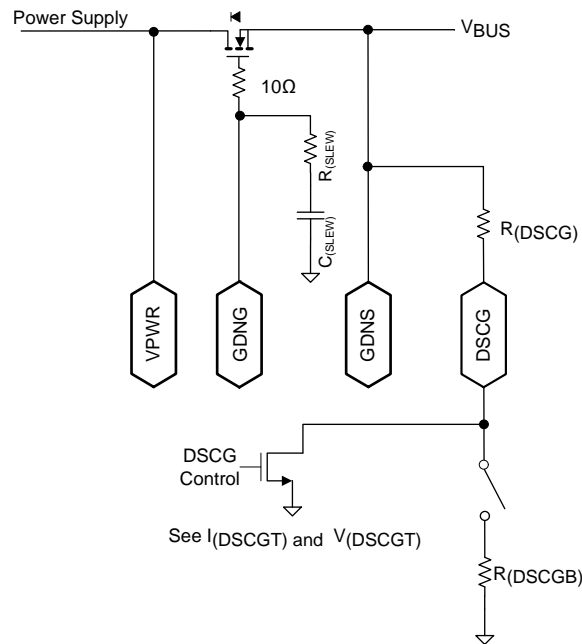 Power Supply
VBUS
10Ω
R(SLEW)
C(SLEW)
R(DSCG)
VPWR
GDNG
GDNS
DSCG
DSCG
Control
See I(DSCGT) and V(DSCGT)
R(DSCGB)